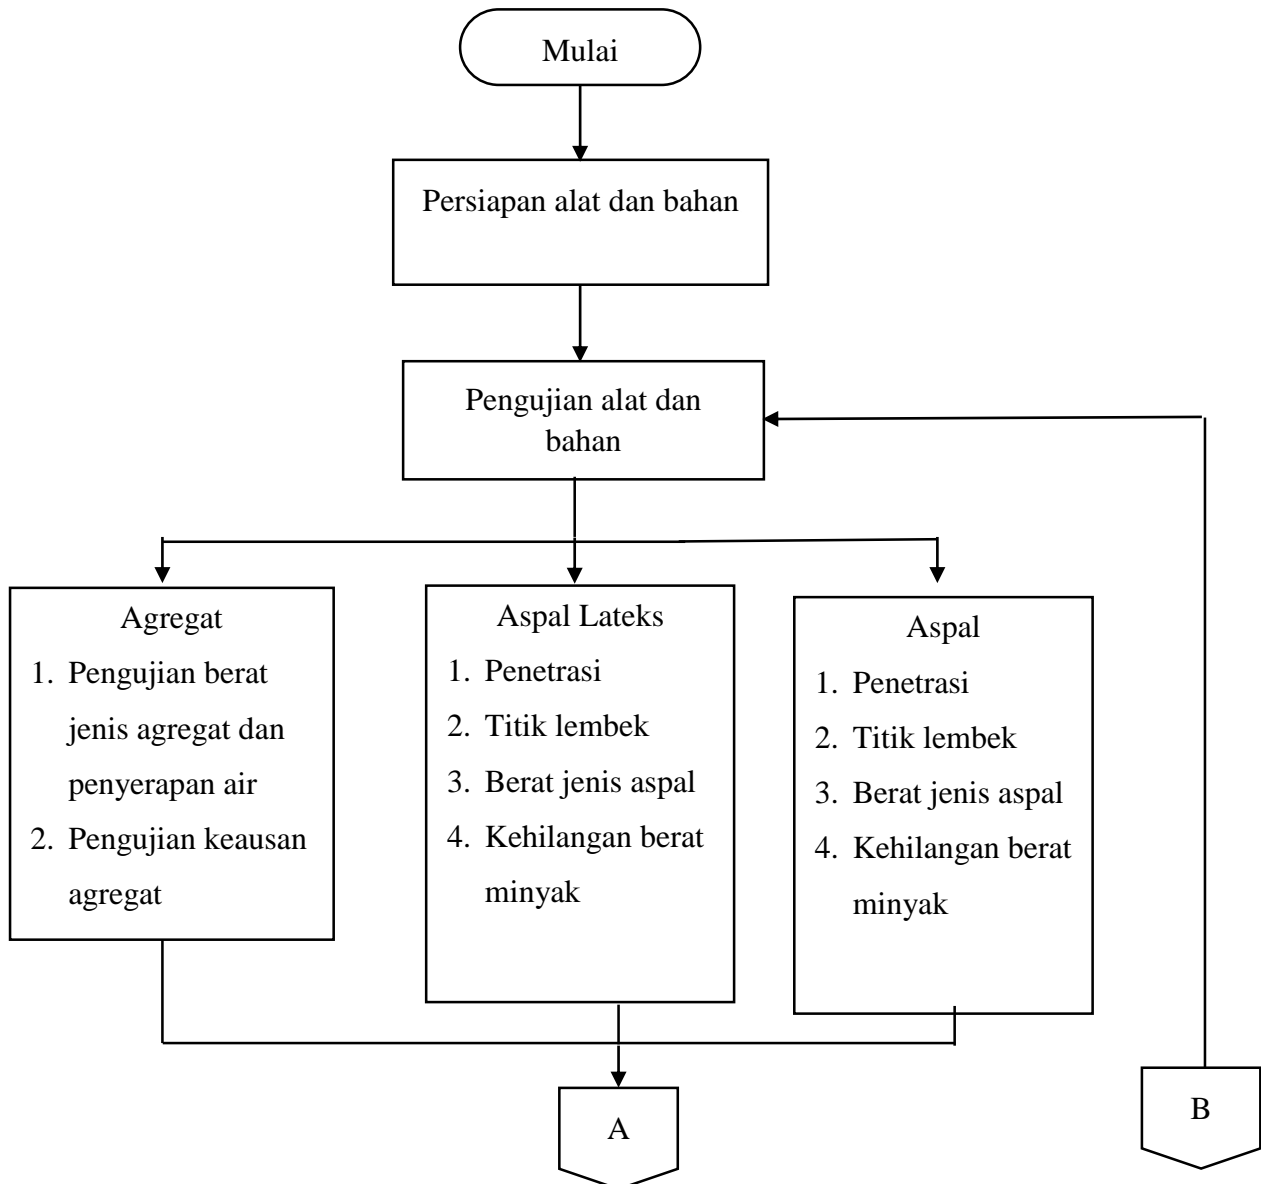 Mulai
Persiapan alat dan bahan
Pengujian alat dan
bahan
Agregat
1. Pengujian berat
jenis agregat dan
penyerapan air
2. Pengujian keausan
agregat
Aspal Lateks
1. Penetrasi
2. Titik lembek
3. Berat jenis aspal
4. Kehilangan berat
minyak
Aspal
1. Penetrasi
2. Titik lembek
3. Berat jenis aspal
4. Kehilangan berat
minyak
A
B